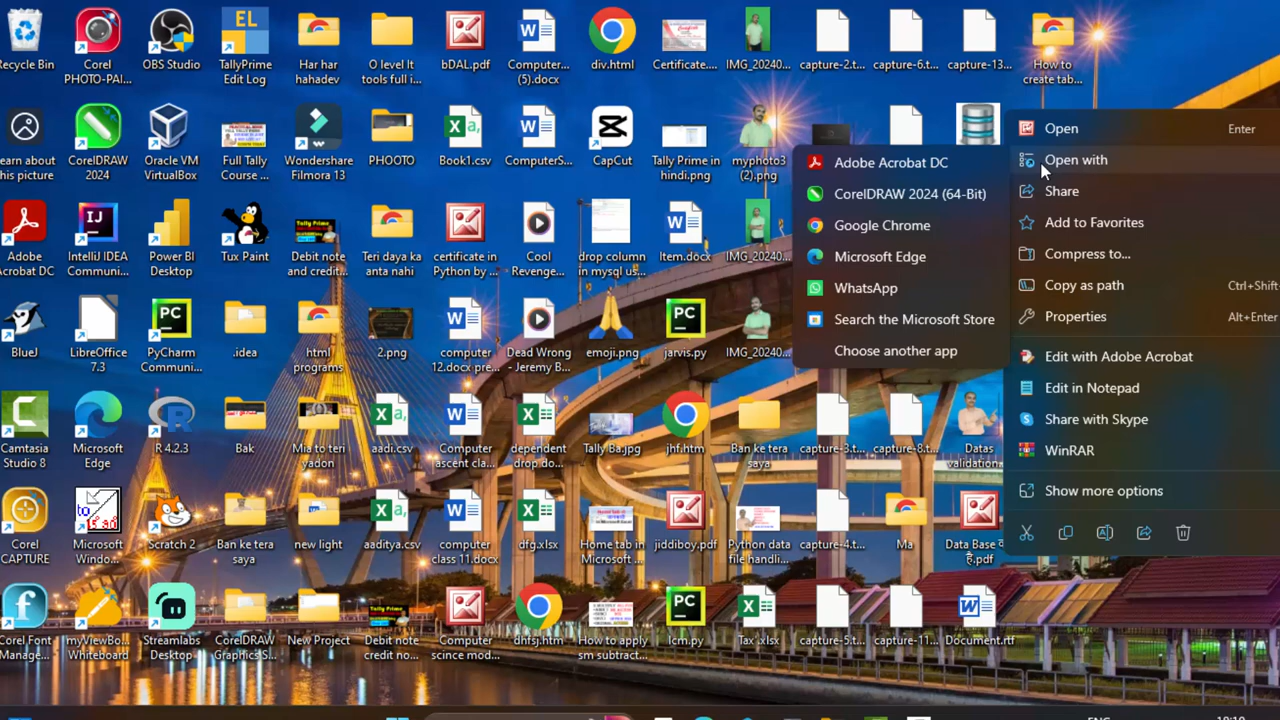 Recycle Bin
Corel
PHOTO-PAI...
OBS Studio
EL
TallyPrime
Edit Log
Har har
hahadev
O level It
tools full i...
bDAL.pdf
Computer...
(5).docx
div.html
Certificate....
IMG_20240...
capture-2.t...
capture-6.t...
capture-13...
How to
create tab...
earn about
his picture
CorelDRAW
2024
Oracle VM
VirtualBox
Full Tally
Course ...
Wondershare
Filmora 13
PHOOTO
Book1.csv
ComputerS...
CapCut
Tally Prime in
hindi.png
myphoto3
(2).png
Adobe
Acrobat DC
IntelliJ IDEA
Communi...
Power BI
Desktop
Tux Paint
Debit note
and credit...
Teri daya ka
anta nahi
certificate in
Python by ...
Cool
Revenge...
drop column
in mysql us...
Item.docx
IMG_20240...
BlueJ
LibreOffice
7.3
PyCharm
Communi...
.idea
html
programs
2.png
computer
12.docx pre...
Dead Wrong
- Jeremy B...
emoji.png
jarvis.py
IMG_20240...
Camtasia
Studio 8
Microsoft
Edge
R 4.2.3
Bak
Mia to teri
yadon
aadi.csv
Computer
ascent cla...
dependent
drop do...
Tally Ba.jpg
jhf.htm
Ban ke tera
saya
capture-3.t...
capture-8.t...
Datas
validation...
Corel
CAPTURE
Microsoft
Windo...
Scratch 2
Ban ke tera
saya
new light
aaditya.csv
computer
class 11.docx
dfg.xlsx
Home tab in
Microsoft ...
jiddiboy.pdf
Python data
file handli...
capture-4.t...
Ma
Data Base क
है.pdf
Corel Font
Manage...
myViewBo...
Whiteboard
Streamlabs
Desktop
CorelDRAW
Graphics S...
New Project
Debit note
credit no...
Computer
scince mod...
dhfsj.htm
How to apply
sm subtract...
lcm.py
Tax .xlsx
capture-5.t...
capture-11...
Document.rtf
Adobe Acrobat DC
CorelDRAW 2024 (64-Bit)
Google Chrome
Microsoft Edge
WhatsApp
Search the Microsoft Store
Choose another app
Open Enter
Open with
Share
Add to Favorites
Compress to...
Copy as path Ctrl+Shift
Properties Alt+Enter
Edit with Adobe Acrobat
Edit in Notepad
Share with Skype
WinRAR
Show more options